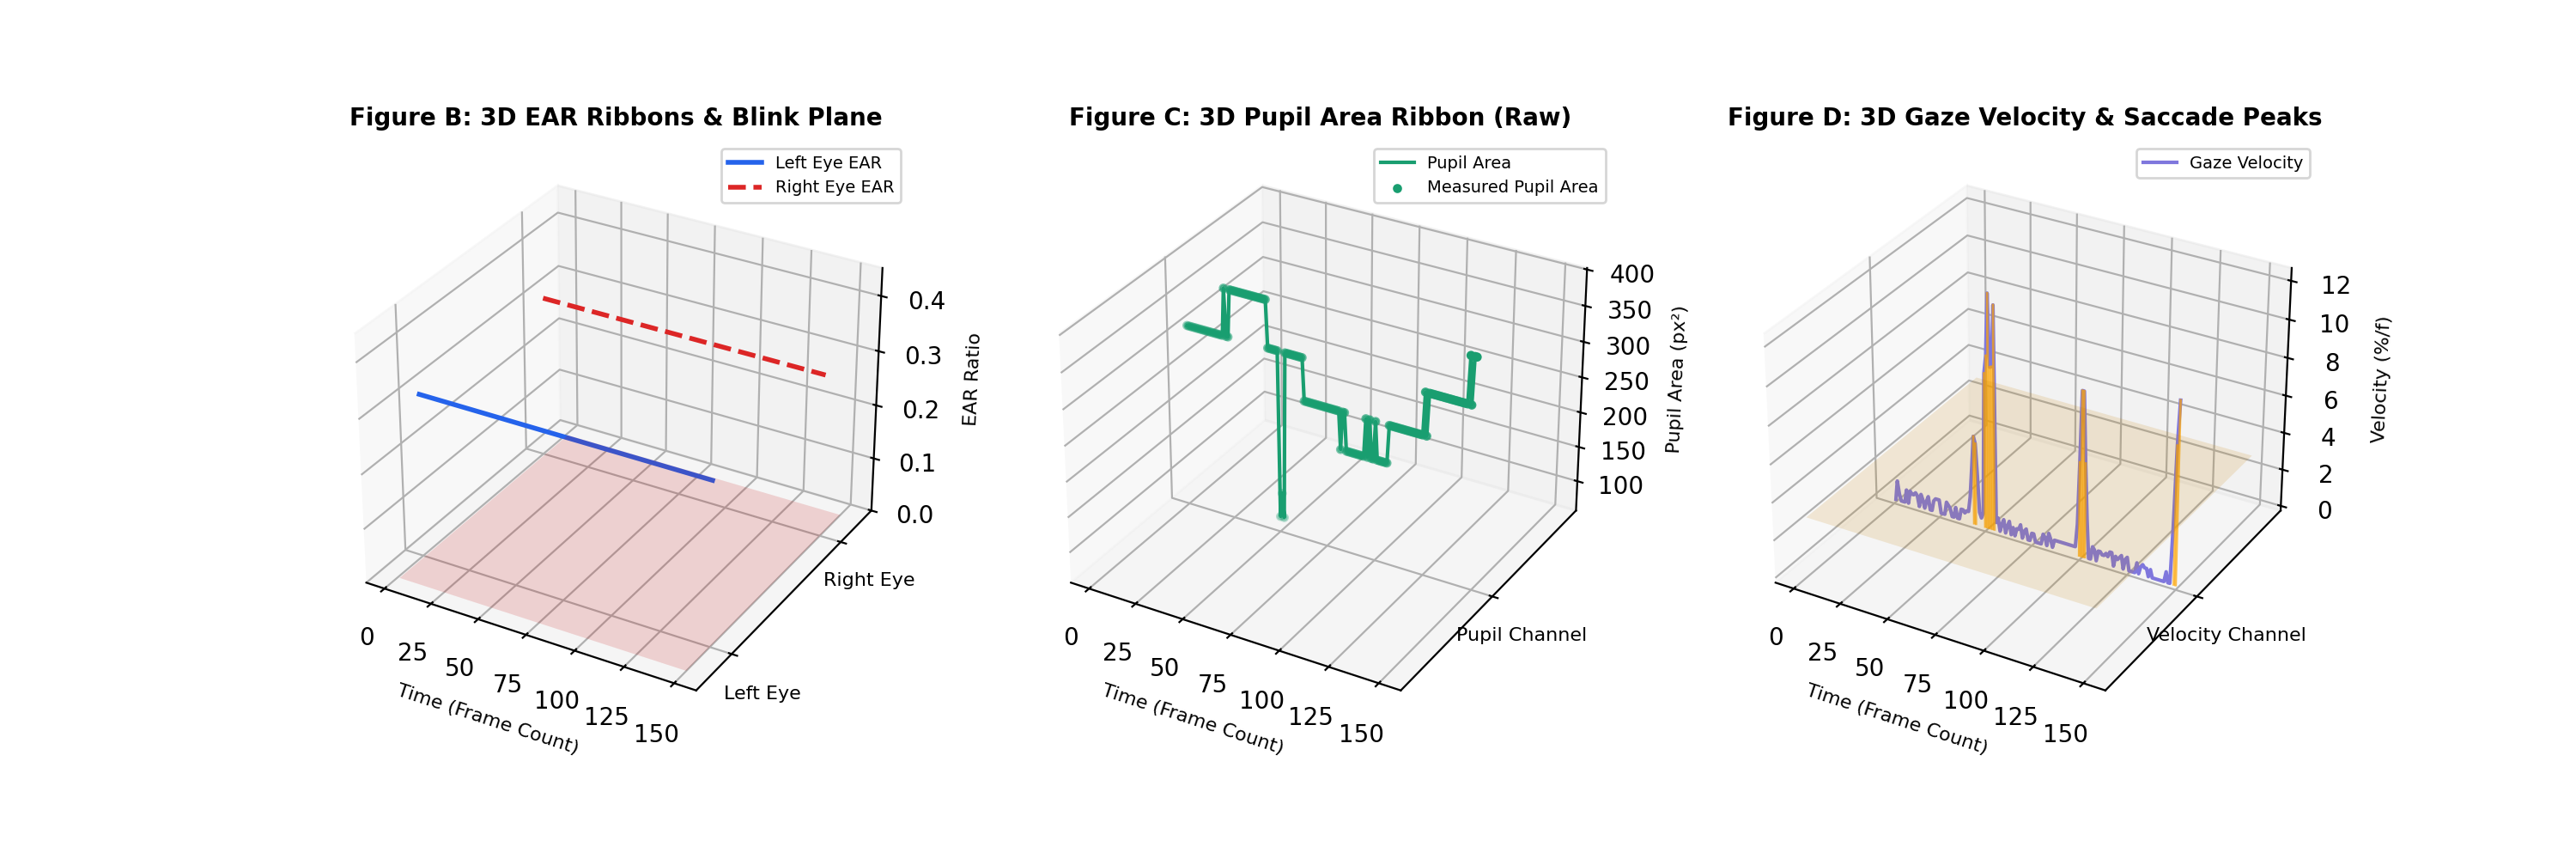 Figure B: 3D EAR Ribbons & Blink Plane
Left Eye EAR
Right Eye EAR
0.4
0.3
0.2
0.1
0.0
EAR Ratio
Right Eye
Left Eye
0
25
50
75
100
125
150
Time (Frame Count)
Figure C: 3D Pupil Area Ribbon (Raw)
Pupil Area
Measured Pupil Area
400
350
300
250
200
150
100
Pupil Area (px²)
Pupil Channel
0
25
50
75
100
125
150
Time (Frame Count)
Figure D: 3D Gaze Velocity & Saccade Peaks
Gaze Velocity
12
10
8
6
4
2
0
Velocity (%/f)
Velocity Channel
0
25
50
75
100
125
150
Time (Frame Count)